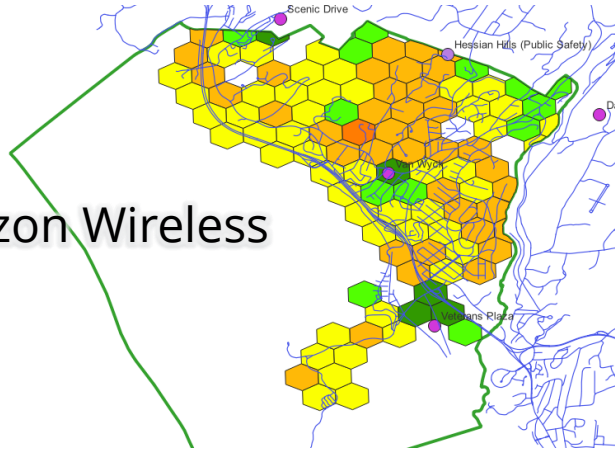 Scenic Drive
Hessian Hills (Public Safety)
Van Wyck
zon Wireless
Veterans Plaza